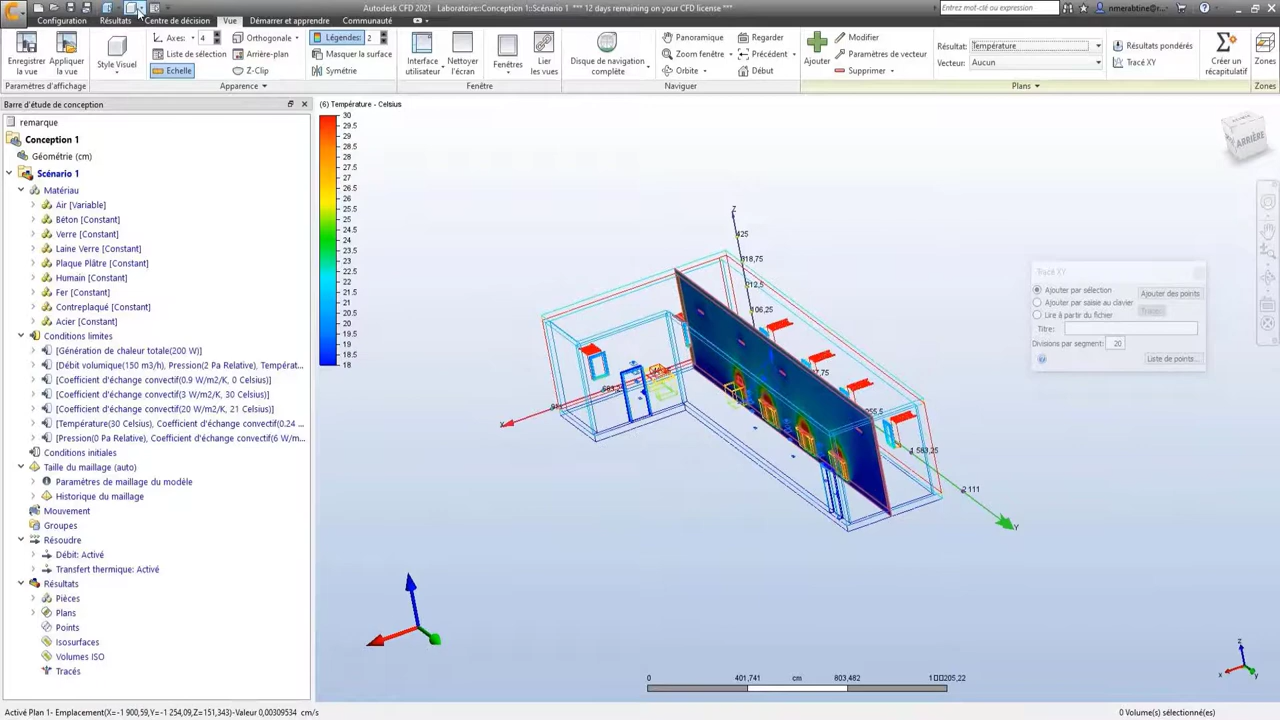 Autodesk CFD 2021 Laboratoire::Conception 1::Scénario 1 *** 12 days remaining on your CFD license ***
Entrez mot-clé ou expression
nmerabtine@r...
Configuration
Résultats
Centre de décision
Vue
Démarrer et apprendre
Communauté
Enregistrer la vue
Appliquer la vue
Paramètres d'affichage
Style Visuel
Axes: 4
Liste de sélection
Echelle
Orthogonale
Arrière-plan
Z-Clip
Légendes: 2
Masquer la surface
Symétrie
Apparence
Interface utilisateur
Nettoyer l'écran
Fenêtres
Lier les vues
Fenêtre
Disque de navigation complète
Panoramique
Zoom fenêtre
Orbite
Regarder
Précédent
Début
Naviguer
Ajouter
Modifier
Paramètres de vecteur
Supprimer
Résultat: Température
Vecteur: Aucun
Résultats pondérés
Tracé XY
Plans
Créer un récapitulatif
Zones
Zones
Barre d'étude de conception
remarque
Conception 1
Géométrie (cm)
Scénario 1
Matériau
Air [Variable]
Béton [Constant]
Verre [Constant]
Laine Verre [Constant]
Plaque Plâtre [Constant]
Humain [Constant]
Fer [Constant]
Contreplaqué [Constant]
Acier [Constant]
Conditions limites
[Génération de chaleur totale(200 W)]
[Débit volumique(150 m3/h), Pression(2 Pa Relative), Températ...
[Coefficient d'échange convectif(0.9 W/m2/K, 0 Celsius)]
[Coefficient d'échange convectif(3 W/m2/K, 30 Celsius)]
[Coefficient d'échange convectif(20 W/m2/K, 21 Celsius)]
[Température(30 Celsius), Coefficient d'échange convectif(0.24 ...
[Pression(0 Pa Relative), Coefficient d'échange convectif(6 W/m...
Conditions initiales
Taille du maillage (auto)
Paramètres de maillage du modèle
Historique du maillage
Mouvement
Groupes
Résoudre
Débit: Activé
Transfert thermique: Activé
Résultats
Pièces
Plans
Points
Isosurfaces
Volumes ISO
Tracés
(6) Température - Celsius
30
29.5
29
28.5
28
27.5
27
26.5
26
25.5
25
24.5
24
23.5
23
22.5
22
21.5
21
20.5
20
19.5
19
18.5
18
Z
425
318,75
212,5
106,25
X
Y
1 563,25
2 111
ARRIÈRE
Tracé XY
Ajouter par sélection
Ajouter des points
Ajouter par saisie au clavier
Lire à partir du fichier
Titre:
Divisions par segment: 20
Liste de points...
0 401,741 cm 803,482
z
x
y
Activé Plan 1- Emplacement(X=-1 900,59,Y=-1 254,09,Z=151,343)-Valeur 0,00309534 cm/s
0 Volume(s) sélectionné(es)